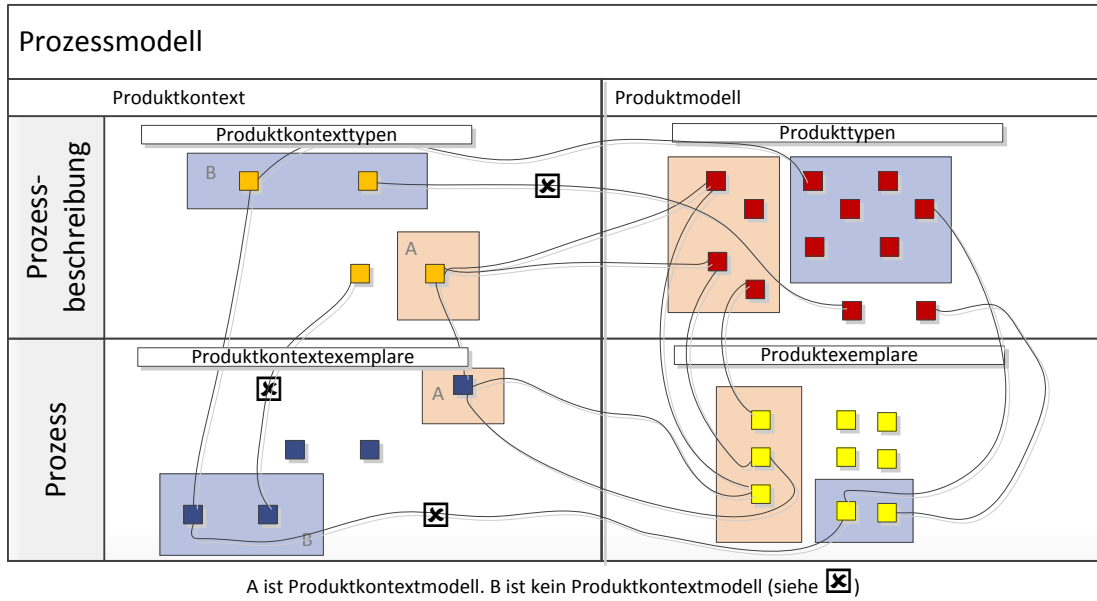 Prozessmodell
Produktkontext
Produktmodell
Prozess-
beschreibung
Produktkontexttypen
Produkttypen
B
A
Prozess
Produktkontextexemplare
Produktexemplare
A
B
A ist Produktkontextmodell. B ist kein Produktkontextmodell (siehe ☒)